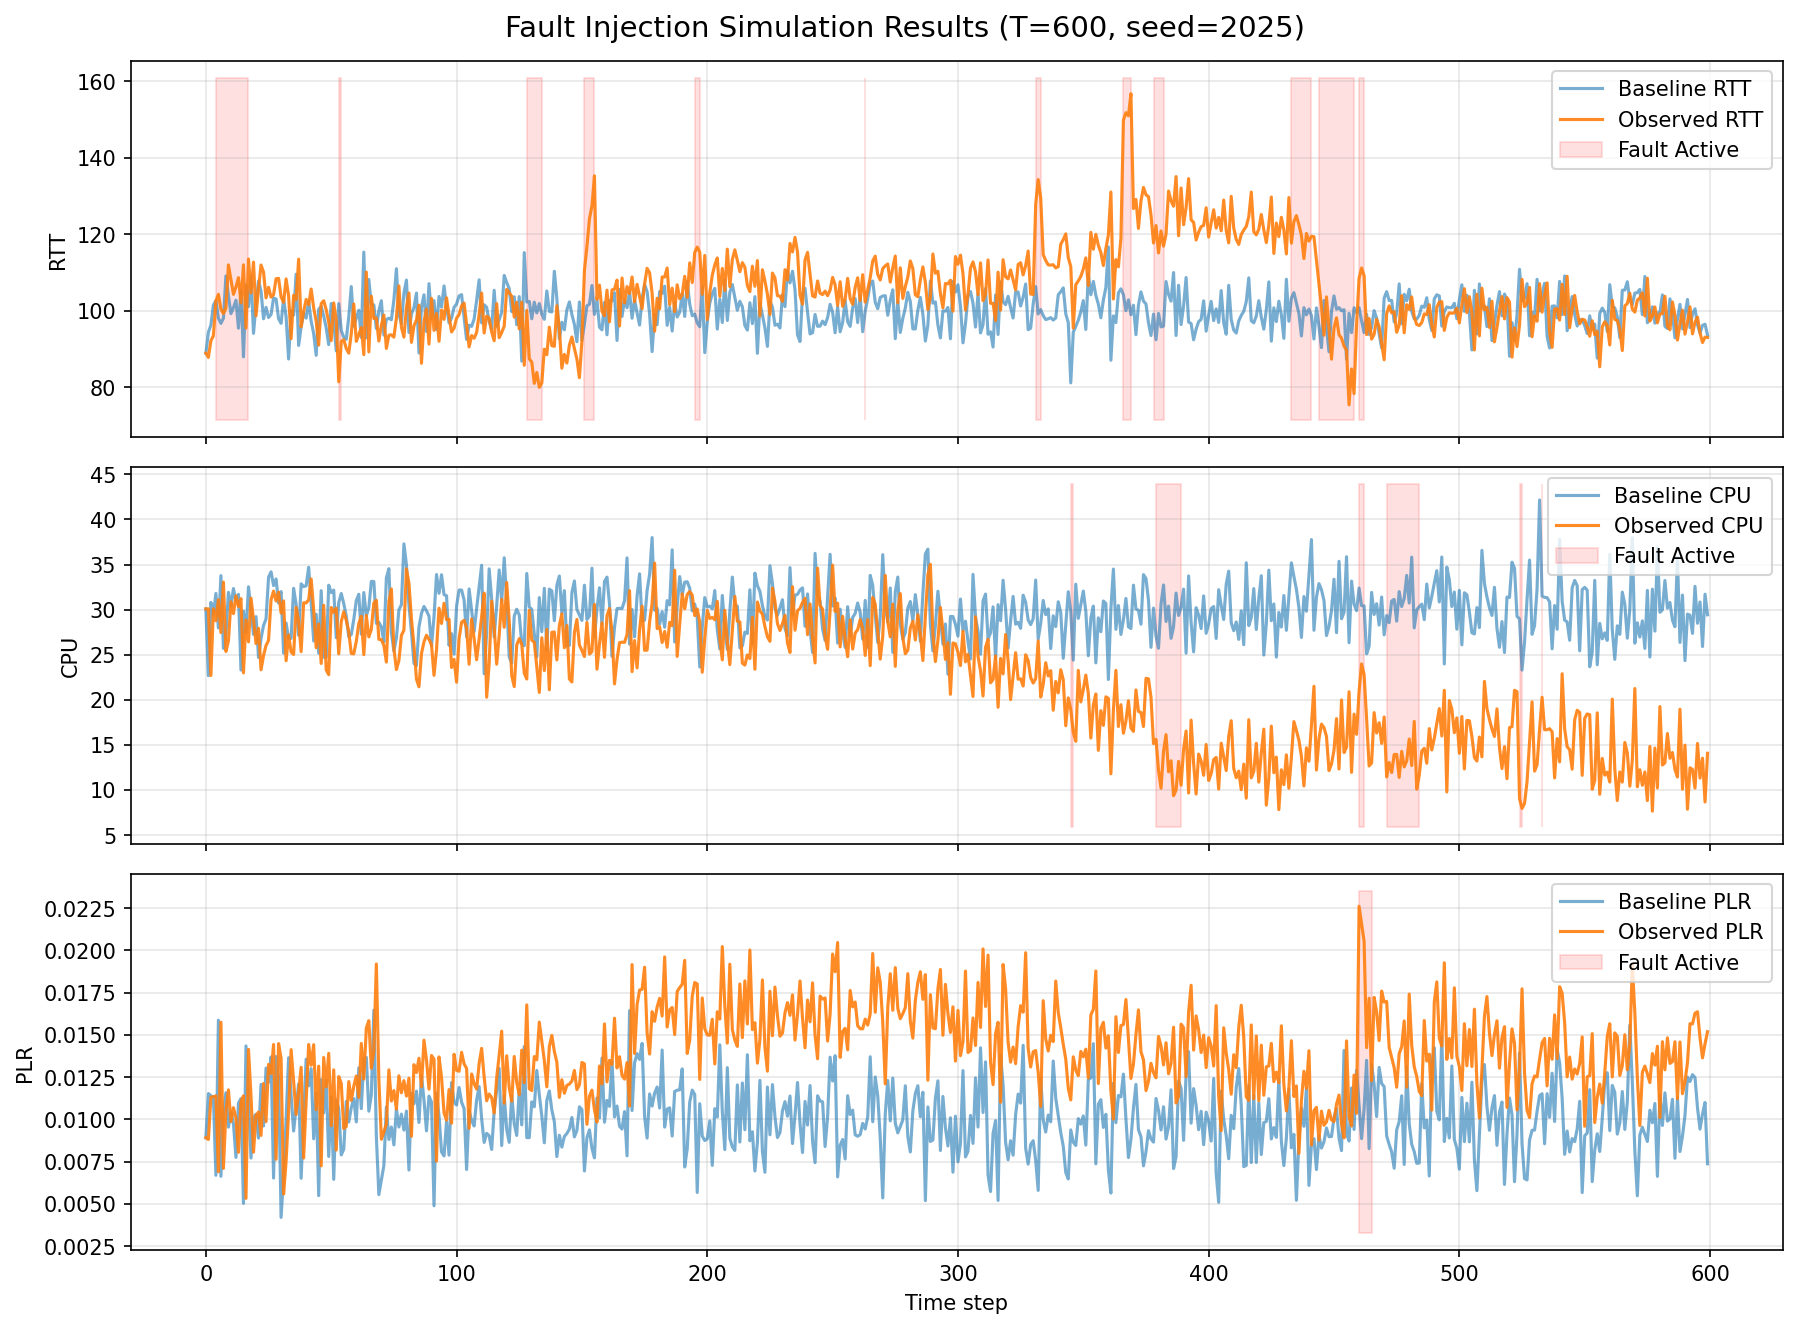 Fault Injection Simulation Results (T=600, seed=2025)
160
140
120
100
80
RTT
Baseline RTT
Observed RTT
Fault Active
45
40
35
30
25
20
15
10
5
CPU
Baseline CPU
Observed CPU
Fault Active
0.0225
0.0200
0.0175
0.0150
0.0125
0.0100
0.0075
0.0050
0.0025
PLR
Baseline PLR
Observed PLR
Fault Active
0 100 200 300 400 500 600
Time step